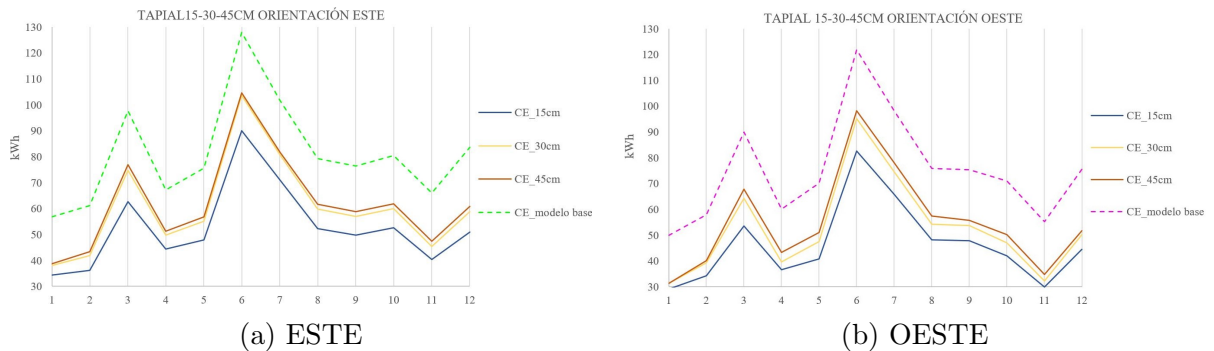 TAPIAL15-30-45CM ORIENTACIÓN ESTE
130
120
110
100
90
80
70
60
50
40
30
kWh
1 2 3 4 5 6 7 8 9 10 11 12
CE_15cm
CE_30cm
CE_45cm
CE_modelo base
(a) ESTE
TAPIAL 15-30-45CM ORIENTACIÓN OESTE
130
120
110
100
90
80
70
60
50
40
30
kWh
1 2 3 4 5 6 7 8 9 10 11 12
CE_15cm
CE_30cm
CE_45cm
CE_modelo base
(b) OESTE